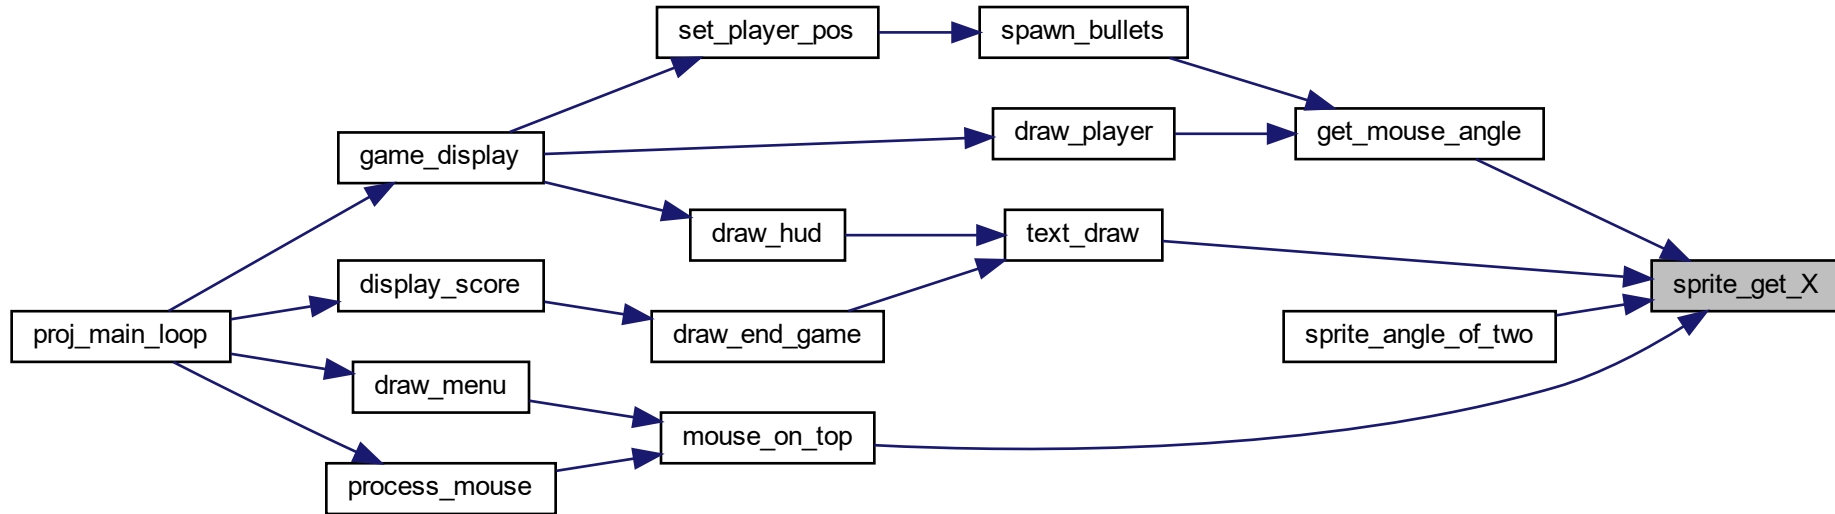 set_player_pos
spawn_bullets
game_display
draw_player
get_mouse_angle
draw_hud
text_draw
display_score
sprite_get_X
proj_main_loop
draw_end_game
sprite_angle_of_two
draw_menu
mouse_on_top
process_mouse